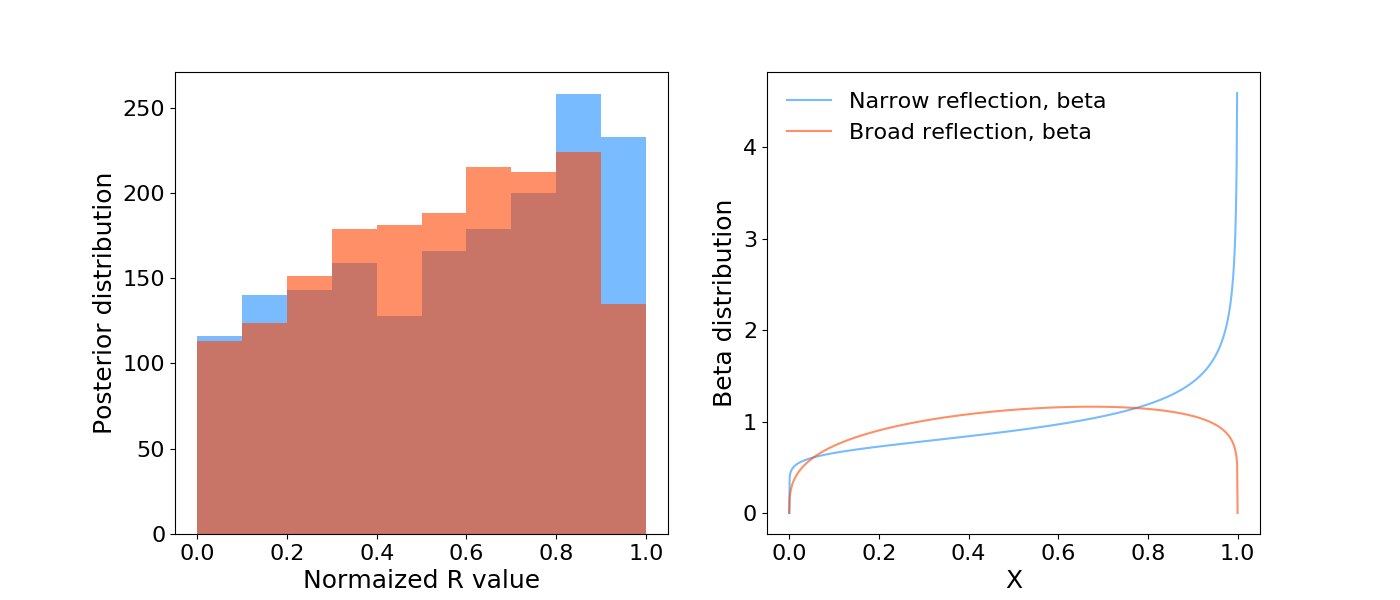 Posterior distribution
250
200
150
100
50
0
0.0 0.2 0.4 0.6 0.8 1.0
Normaized R value
Beta distribution
4
3
2
1
0
0.0 0.2 0.4 0.6 0.8 1.0
X
Narrow reflection, beta
Broad reflection, beta